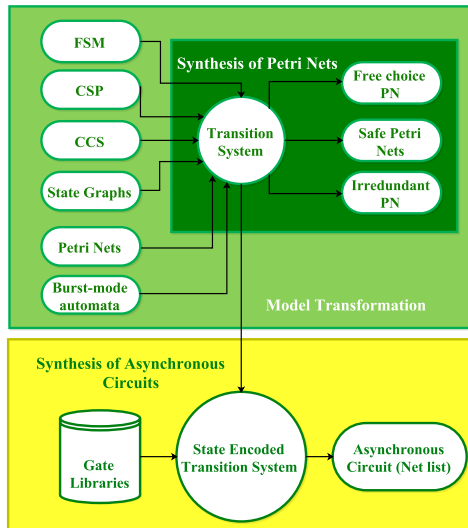 FSM
CSP
CCS
State Graphs
Petri Nets
Burst-mode
automata
Synthesis of Petri Nets
Transition
System
Free choice
PN
Safe Petri
Nets
Irredundant
PN
Model Transformation
Synthesis of Asynchronous
Circuits
Gate
Libraries
State Encoded
Transition System
Asynchronous
Circuit (Net list)